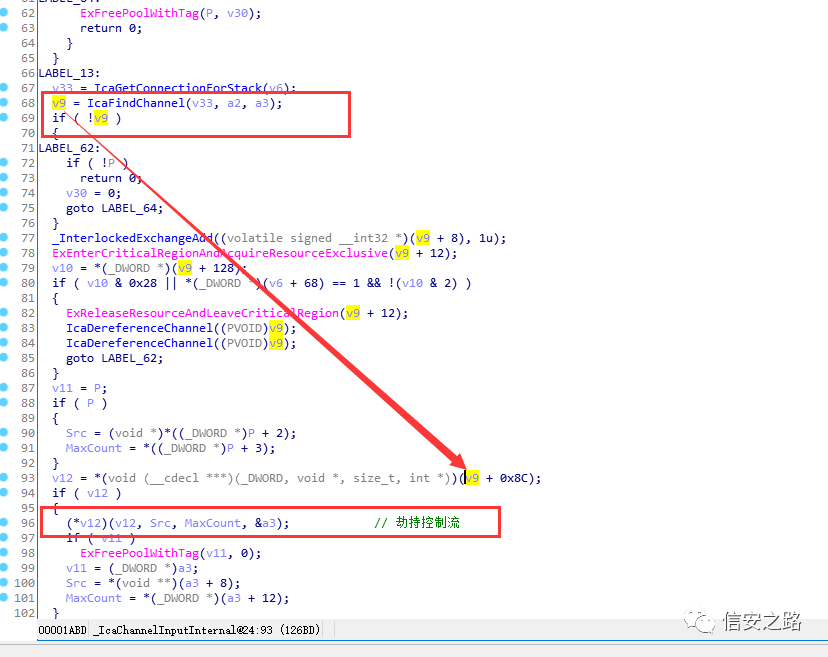 61 LABEL_64:
62 ExFreePoolWithTag(P, v30);
63 return 0;
64 }
65 }
66 LABEL_13:
67 v33 = IcaGetConnectionForStack(v6);
68 v9 = IcaFindChannel(v33, a2, a3);
69 if ( !v9 )
70 {
71 LABEL_62:
72 if ( !P )
73 return 0;
74 v30 = 0;
75 goto LABEL_64;
76 }
77 _InterlockedExchangeAdd((volatile signed __int32 *)(v9 + 8), 1u);
78 ExEnterCriticalRegionAndAcquireResourceExclusive(v9 + 12);
79 v10 = *(_DWORD *)(v9 + 128);
80 if ( v10 & 0x28 || *(_DWORD *)(v6 + 68) == 1 && !(v10 & 2) )
81 {
82 ExReleaseResourceAndLeaveCriticalRegion(v9 + 12);
83 IcaDereferenceChannel((PVOID)v9);
84 IcaDereferenceChannel((PVOID)v9);
85 goto LABEL_62;
86 }
87 v11 = P;
88 if ( P )
89 {
90 Src = (void *)*((_DWORD *)P + 2);
91 MaxCount = *((_DWORD *)P + 3);
92 }
93 v12 = *(void (__cdecl ***)(_DWORD, void *, size_t, int *))(v9 + 0x8C);
94 if ( v12 )
95 {
96 (*v12)(v12, Src, MaxCount, &a3); // 劫持控制流
97 if ( v11 )
98 ExFreePoolWithTag(v11, 0);
99 v11 = (_DWORD *)a3;
100 Src = *(void **)(a3 + 8);
101 MaxCount = *(_DWORD *)(a3 + 12);
102 }
00001ABD _IcaChannelInputInternal@24:93 (126BD)
信安之路